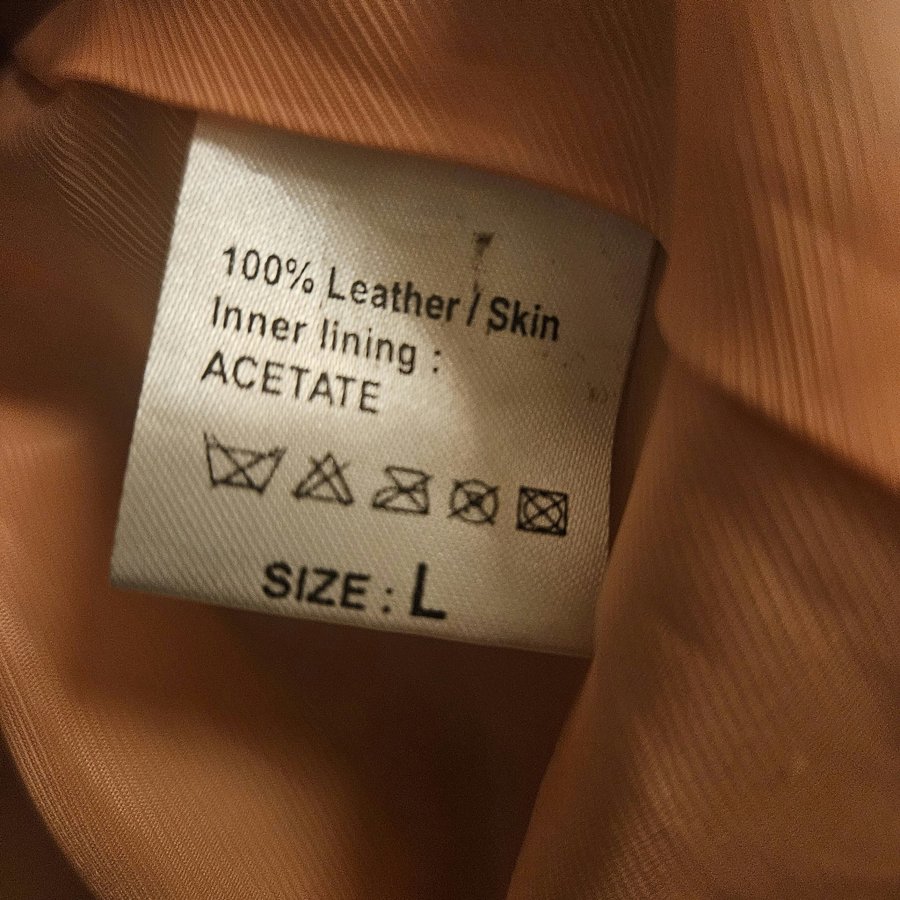 100% Leather / Skin
Inner lining :
ACETATE
SIZE : L